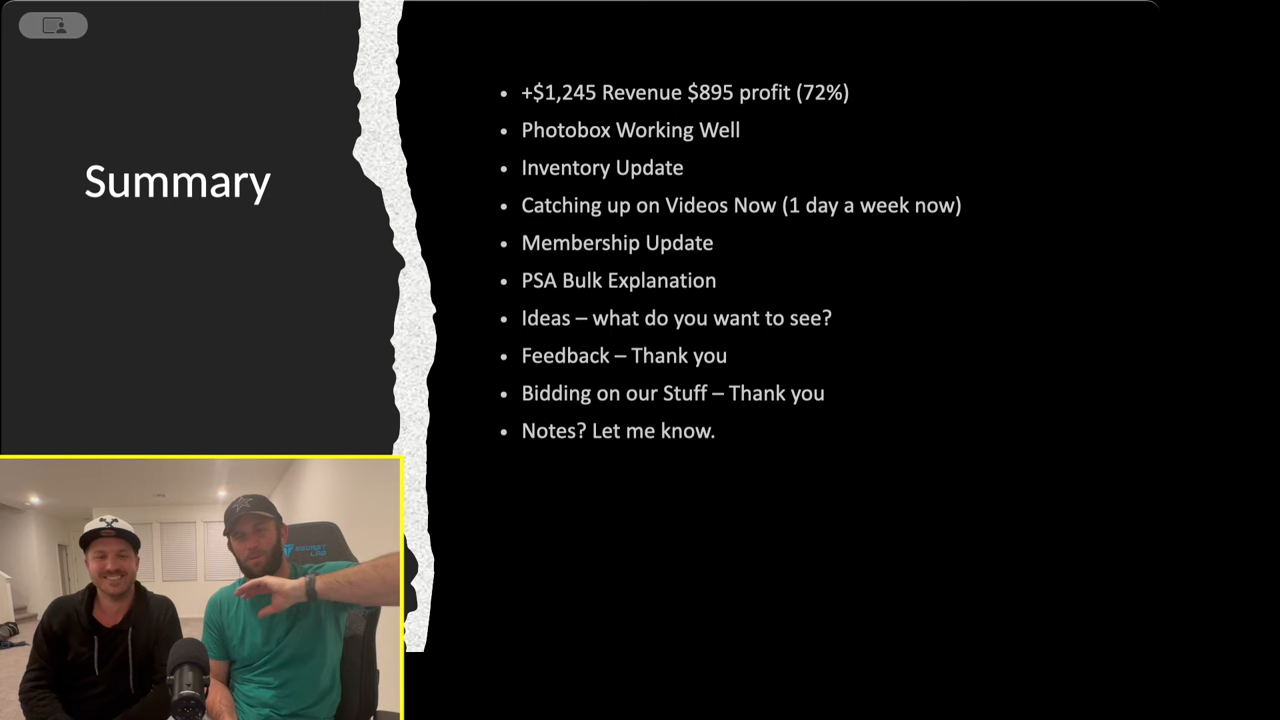 Summary
+$1,245 Revenue $895 profit (72%)
Photobox Working Well
Inventory Update
Catching up on Videos Now (1 day a week now)
Membership Update
PSA Bulk Explanation
Ideas – what do you want to see?
Feedback – Thank you
Bidding on our Stuff – Thank you
Notes? Let me know.
SECRET
LAB